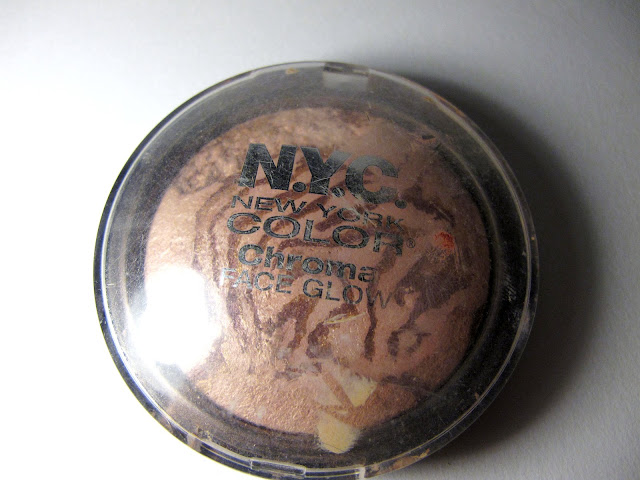 N.Y.C.
NEW YORK
COLOR
Chroma
FACE GLOW